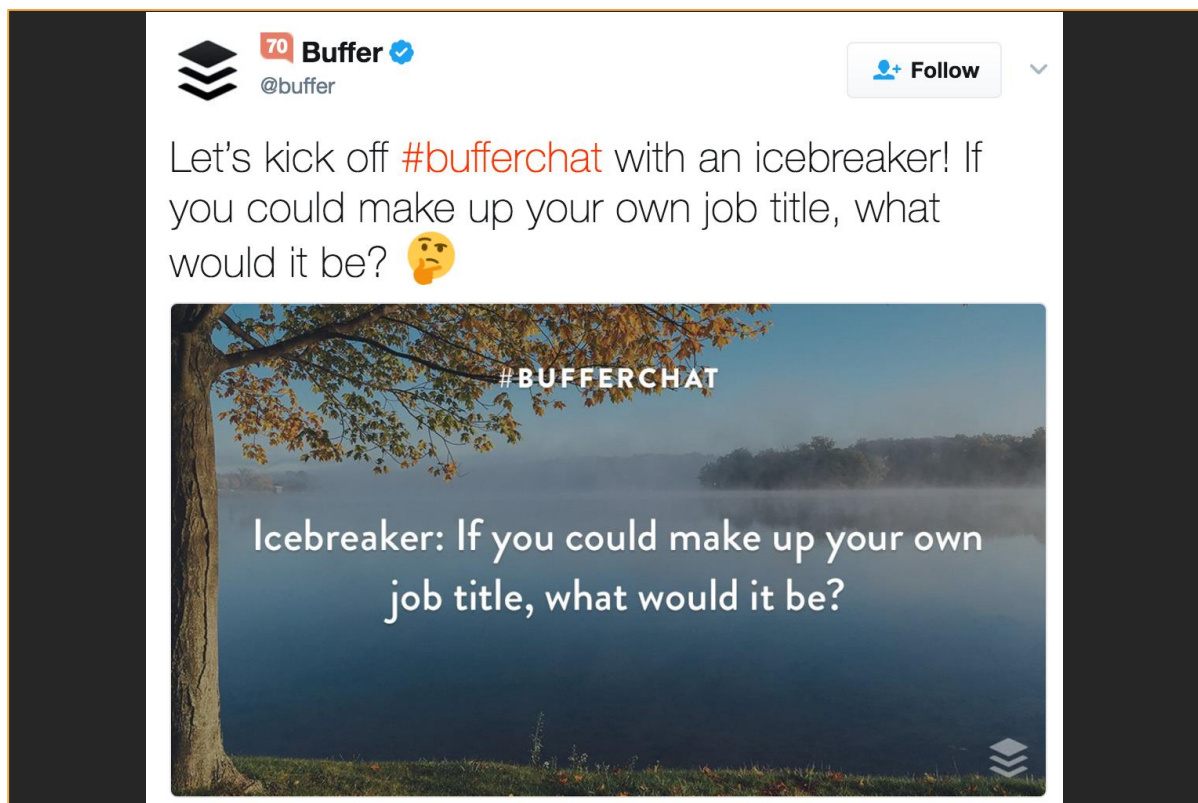 70 Buffer
@buffer
Follow
Let’s kick off #bufferchat with an icebreaker! If
you could make up your own job title, what
would it be? 🤔
#BUFFERCHAT
Icebreaker: If you could make up your own
job title, what would it be?